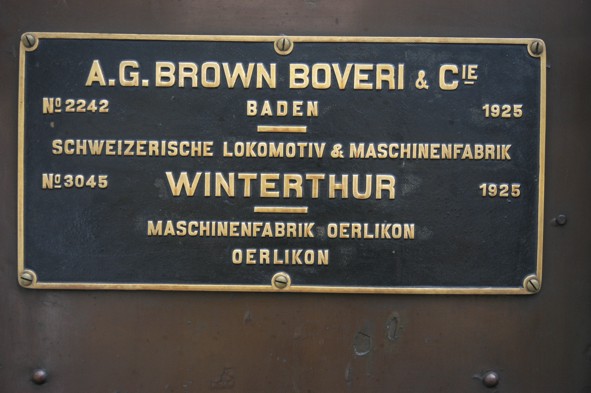 A.G. BROWN BOVERI & CIE
No 2242 BADEN 1925
SCHWEIZERISCHE LOKOMOTIV & MASCHINENFABRIK
No 3045 WINTERTHUR 1925
MASCHINENFABRIK OERLIKON
OERLIKON